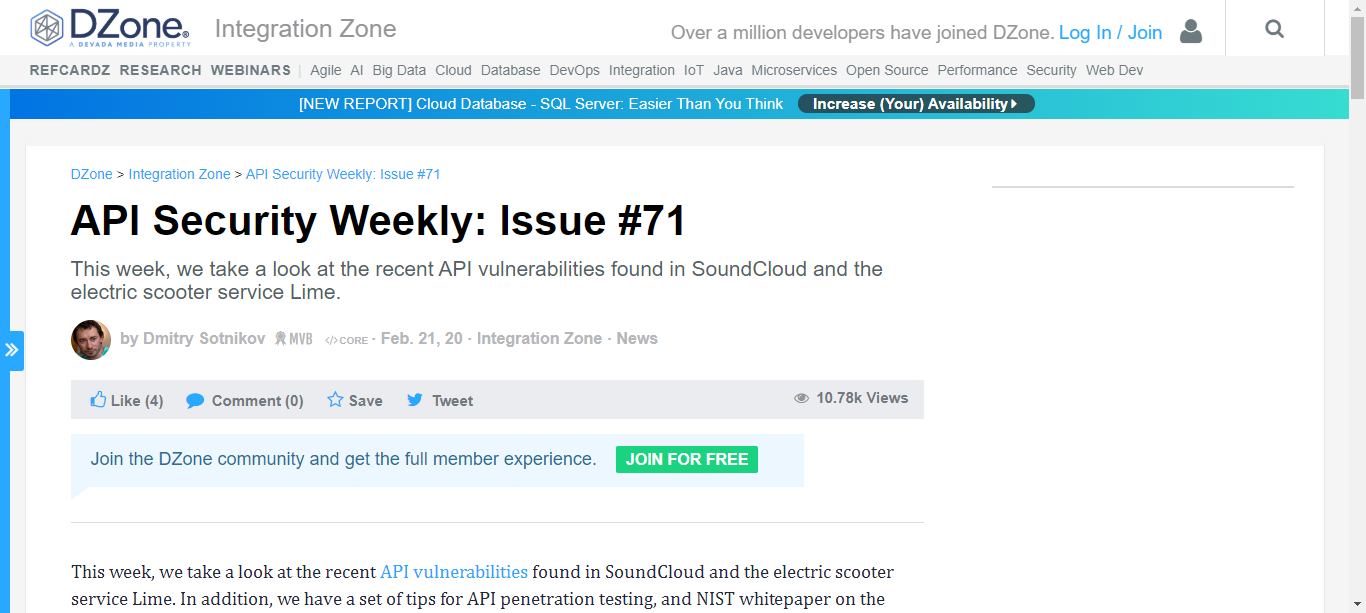 DZone. Integration Zone Over a million developers have joined DZone. Log In / Join
A DEVADA MEDIA PROPERTY
REFCARDZ RESEARCH WEBINARS | Agile AI Big Data Cloud Database DevOps Integration IoT Java Microservices Open Source Performance Security Web Dev
[NEW REPORT] Cloud Database - SQL Server: Easier Than You Think Increase (Your) Availability
DZone > Integration Zone > API Security Weekly: Issue #71
API Security Weekly: Issue #71
This week, we take a look at the recent API vulnerabilities found in SoundCloud and the
electric scooter service Lime.
by Dmitry Sotnikov MVB </> CORE · Feb. 21, 20 · Integration Zone · News
Like (4) Comment (0) Save Tweet 10.78k Views
Join the DZone community and get the full member experience. JOIN FOR FREE
This week, we take a look at the recent API vulnerabilities found in SoundCloud and the electric scooter
service Lime. In addition, we have a set of tips for API penetration testing, and NIST whitepaper on the